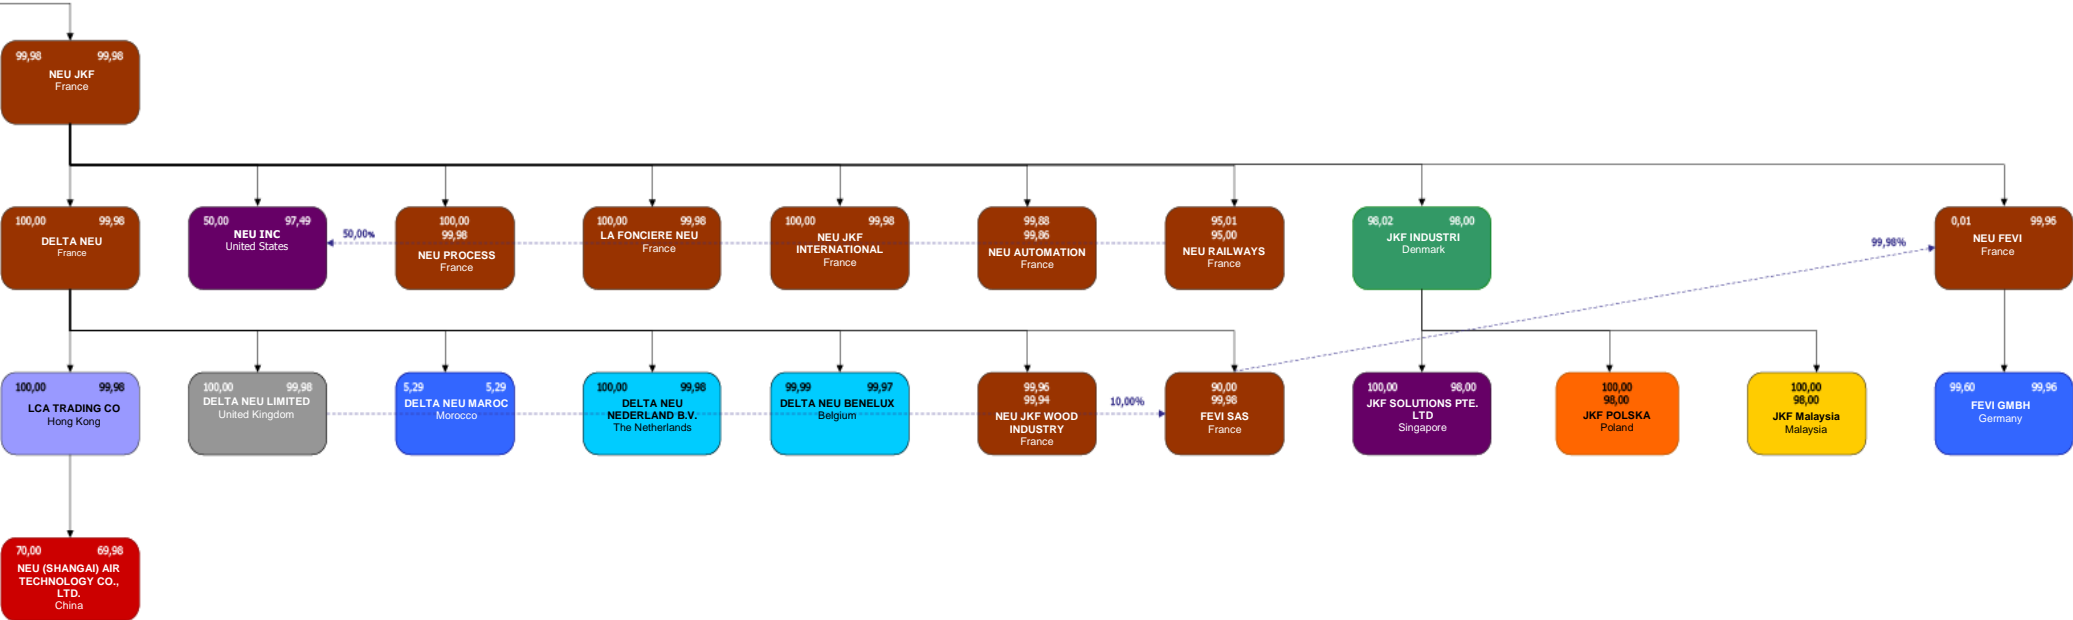 99,98 99,98
NEU JKF
France
100,00 99,98
DELTA NEU
France
50,00 97,49
NEU INC
United States
50,00%
100,00
99,98
NEU PROCESS
France
100,00 99,98
LA FONCIERE NEU
France
100,00 99,98
NEU JKF
INTERNATIONAL
France
99,88
99,86
NEU AUTOMATION
France
95,01
95,00
NEU RAILWAYS
France
98,02 98,00
JKF INDUSTRI
Denmark
99,98%
0,01 99,96
NEU FEVI
France
100,00 99,98
LCA TRADING CO
Hong Kong
100,00 99,98
DELTA NEU LIMITED
United Kingdom
5,29 5,29
DELTA NEU MAROC
Morocco
100,00 99,98
DELTA NEU
NEDERLAND B.V.
The Netherlands
99,99 99,97
DELTA NEU BENELUX
Belgium
99,96
99,94
NEU JKF WOOD
INDUSTRY
France
10,00%
90,00
99,98
FEVI SAS
France
100,00 98,00
JKF SOLUTIONS PTE.
LTD
Singapore
100,00
98,00
JKF POLSKA
Poland
100,00
98,00
JKF Malaysia
Malaysia
99,60 99,96
FEVI GMBH
Germany
70,00 69,98
NEU (SHANGAI) AIR
TECHNOLOGY CO.,
LTD.
China